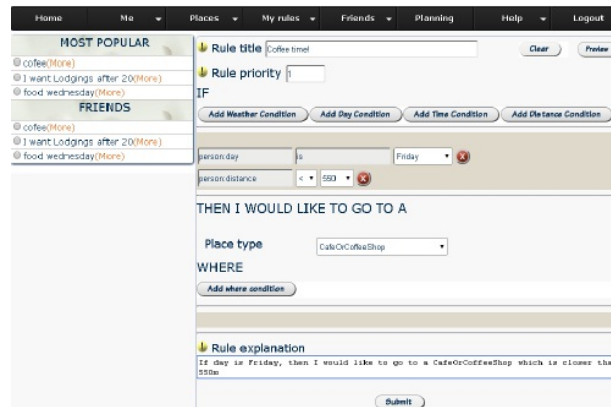 Home Me Places My rules Friends Planning Help Logout
MOST POPULAR
cofee(More)
I want Lodgings after 20(More)
food wednesday(More)
FRIENDS
cofee(More)
I want Lodgings after 20(More)
food wednesday(More)
Rule title Coffee time! Clear Preview
Rule priority 1
IF
Add Weather Condition Add Day Condition Add Time Condition Add Distance Condition
person:day is Friday
person:distance < 550
THEN I WOULD LIKE TO GO TO A
Place type CafeOrCoffeeShop
WHERE
Add where condition
Rule explanation
If day is Friday, then I would like to go to a CafeOrCoffeeShop which is closer tha
550m
Submit